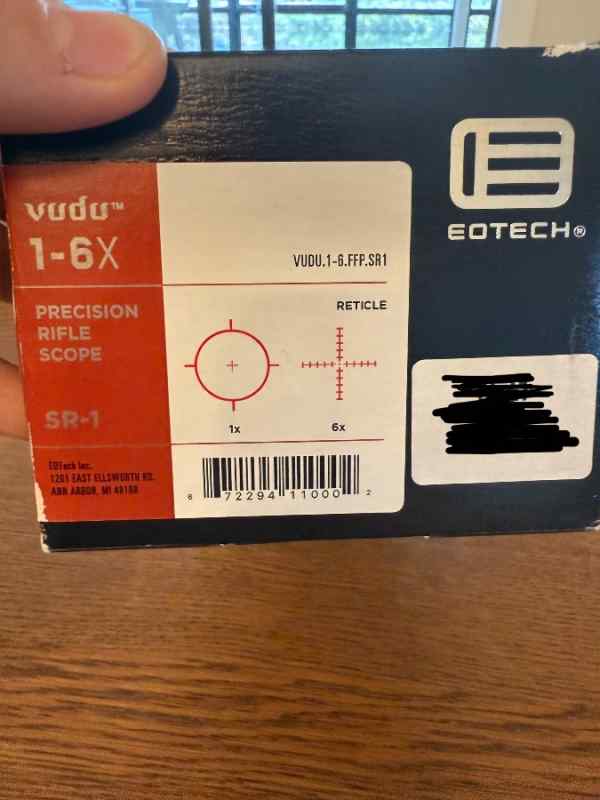 vudu™
1-6X
PRECISION
RIFLE
SCOPE
SR-1
EOTech Inc.
1201 EAST ELLSWORTH RD.
ANN ARBOR, MI 48108
VUDU.1-6.FFP.SR1
RETICLE
1x
6x
6 72294 11000 2
EOTECH®